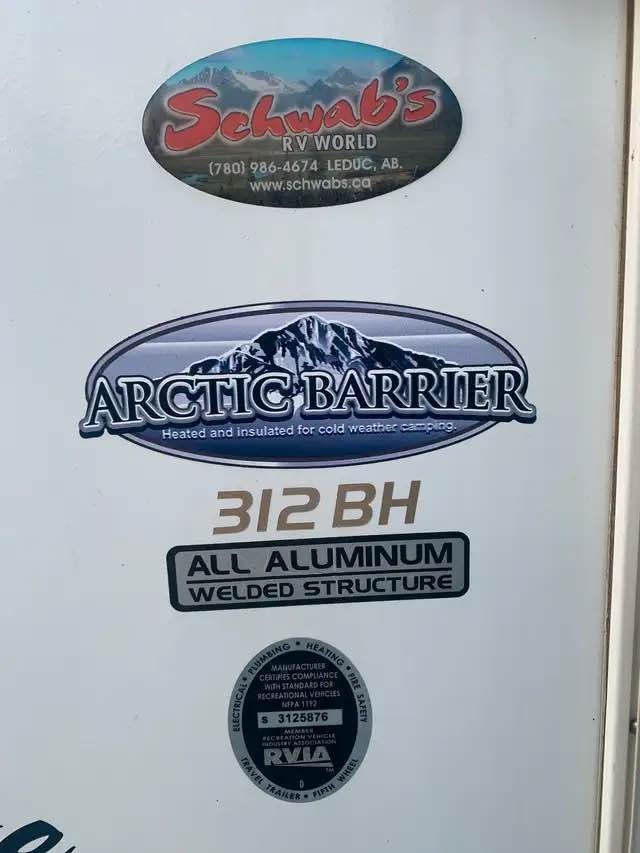 Schwab's
RV WORLD
(780) 986-4674 LEDUC, AB.
www.schwabs.ca
ARCTIC BARRIER
Heated and insulated for cold weather camping.
312 BH
ALL ALUMINUM
WELDED STRUCTURE
ELECTRICAL • PLUMBING • HEATING • FIRE SAFETY
MANUFACTURER
CERTIFIES COMPLIANCE
WITH STANDARD FOR
RECREATIONAL VEHICLES
NFPA 1192
S 3125876
MEMBER
RECREATION VEHICLE
INDUSTRY ASSOCIATION
RVIA
TM
D
TRAVEL TRAILER • FIFTH WHEEL